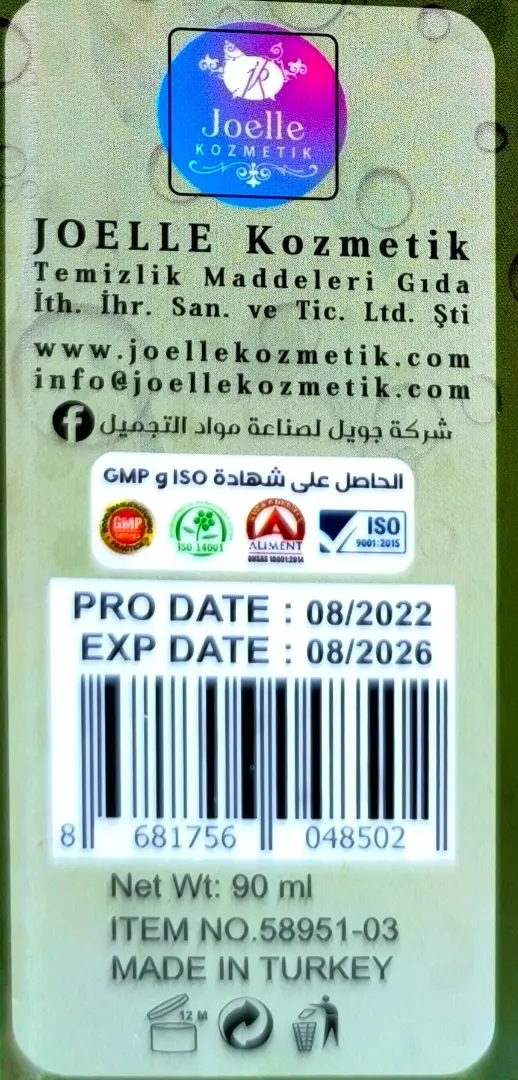 Joelle
KOZMETIK
JOELLE Kozmetik
Temizlik Maddeleri Gıda
İth. İhr. San. ve Tic. Ltd. Şti
www.joellekozmetik.com
info@joellekozmetik.com
شركة جويل لصناعة مواد التجميل
الحاصل على شهادة ISO و GMP
GMP
ISO 14001
ALIMENT
OHSAS 18001:2014
ISO
9001:2015
PRO DATE : 08/2022
EXP DATE : 08/2026
8 681756 048502
Net Wt: 90 ml
ITEM NO.58951-03
MADE IN TURKEY
12 M